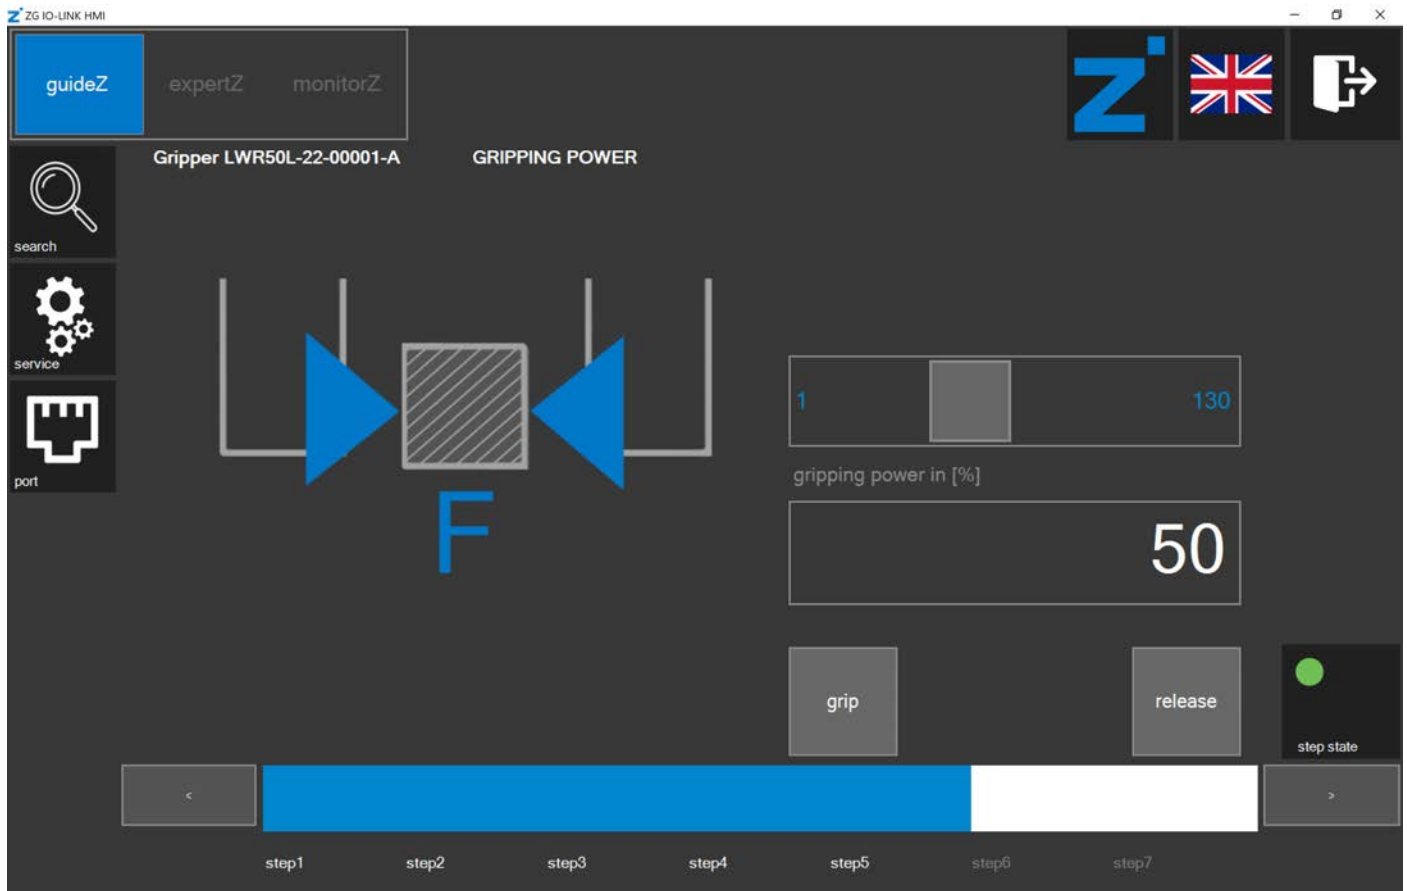 ZG IO-LINK HMI
guideZ expertZ monitorZ
Gripper LWR50L-22-00001-A GRIPPING POWER
search
service
port
1 130
gripping power in [%]
F
50
grip release
step state
< >
step1 step2 step3 step4 step5 step6 step7